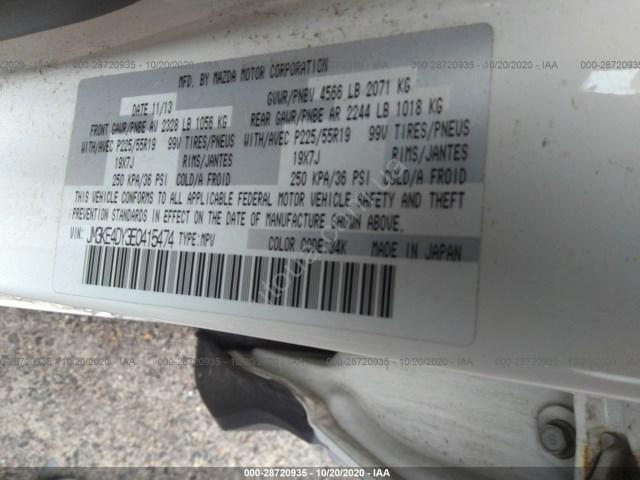 000-28720935 • 10/20/2020 • IAA
MFD. BY MAZDA MOTOR CORPORATION
DATE 11/13
GVWR/PNBV 4566 LB 2071 KG
FRONT GAWR/PNBE AV 2328 LB 1056 KG
REAR GAWR/PNBE AR 2244 LB 1018 KG
WITH/AVEC P225/55R19 99V TIRES/PNEUS
WITH/AVEC P225/55R19 99V TIRES/PNEUS
19X7J RIMS/JANTES
19X7J RIMS/JANTES
250 KPA/36 PSI COLD/A FROID
250 KPA/36 PSI COLD/A FROID
THIS VEHICLE CONFORMS TO ALL APPLICABLE FEDERAL MOTOR VEHICLE SAFETY AND THEFT
PREVENTION STANDARDS IN EFFECT ON THE DATE OF MANUFACTURE SHOWN ABOVE.
VIN: JM3KE4DY3E0415474 TYPE:MPV
COLOR CODE:34K MADE IN JAPAN
000-28720935 • 10/20/2020 • IAA